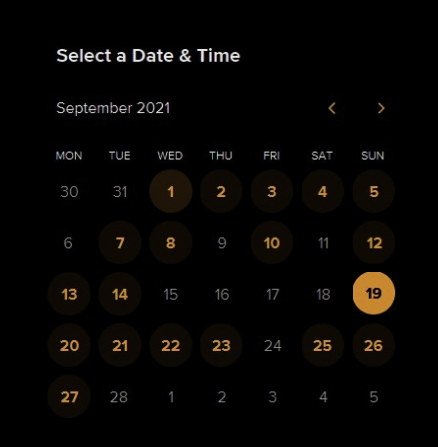 Select a Date & Time
September 2021
MON TUE WED THU FRI SAT SUN
30 31 1 2 3 4 5
6 7 8 9 10 11 12
13 14 15 16 17 18 19
20 21 22 23 24 25 26
27 28 1 2 3 4 5